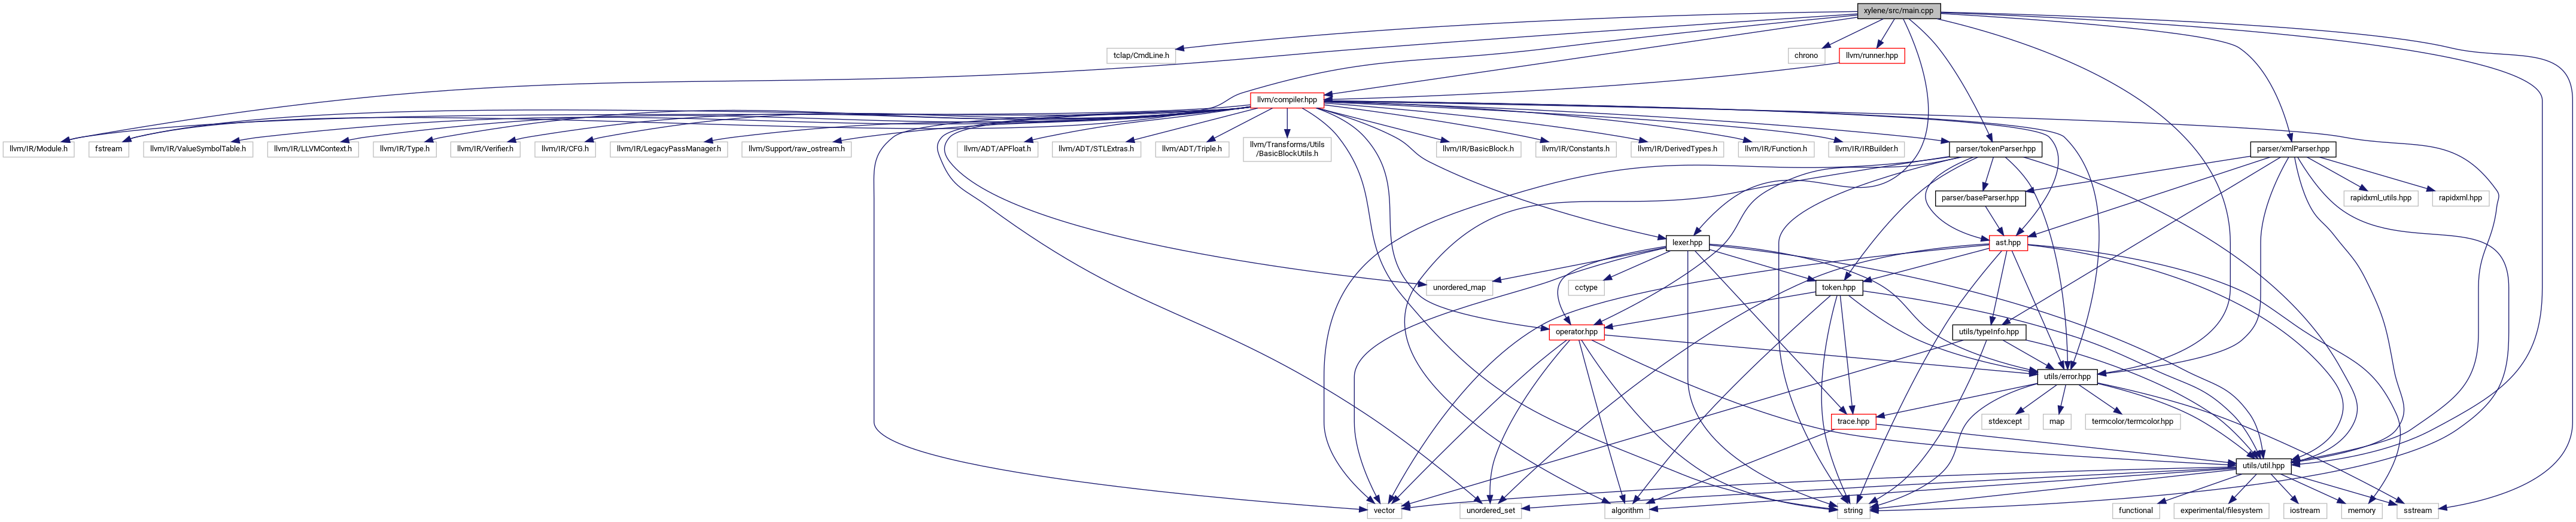 xylene/src/main.cpp
tclap/CmdLine.h
chrono
llvm/runner.hpp
llvm/compiler.hpp
llvm/IR/Module.h
fstream
llvm/IR/ValueSymbolTable.h
llvm/IR/LLVMContext.h
llvm/IR/Type.h
llvm/IR/Verifier.h
llvm/IR/CFG.h
llvm/IR/LegacyPassManager.h
llvm/Support/raw_ostream.h
llvm/ADT/APFloat.h
llvm/ADT/STLExtras.h
llvm/ADT/Triple.h
llvm/Transforms/Utils
/BasicBlockUtils.h
llvm/IR/BasicBlock.h
llvm/IR/Constants.h
llvm/IR/DerivedTypes.h
llvm/IR/Function.h
llvm/IR/IRBuilder.h
parser/tokenParser.hpp
parser/xmlParser.hpp
parser/baseParser.hpp
rapidxml_utils.hpp
rapidxml.hpp
lexer.hpp
ast.hpp
unordered_map
cctype
token.hpp
operator.hpp
utils/typeInfo.hpp
utils/error.hpp
trace.hpp
stdexcept
map
termcolor/termcolor.hpp
utils/util.hpp
vector
unordered_set
algorithm
string
functional
experimental/filesystem
iostream
memory
sstream